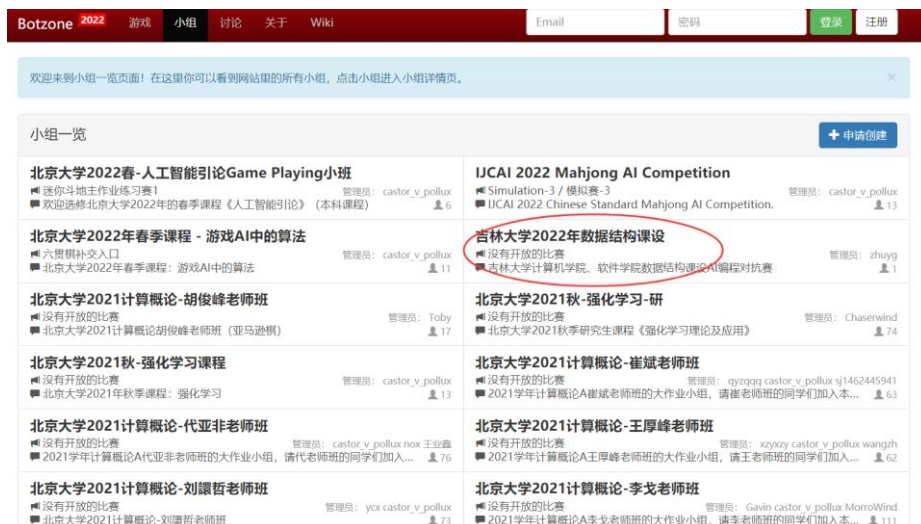 Botzone 2022 游戏 小组 讨论 关于 Wiki Email 密码 登录 注册
欢迎来到小组一览页面！在这里你可以看到网站里的所有小组，点击小组进入小组详情页。 ×
小组一览 申请创建
北京大学2022春-人工智能引论Game Playing小班
迷你斗地主作业练习赛1 管理员: castor_v_pollux
欢迎选修北京大学2022年的春季课程《人工智能引论》（本科课程） 6
IJCAI 2022 Mahjong AI Competition
Simulation-3 / 模拟赛-3 管理员: castor_v_pollux
IJCAI 2022 Chinese Standard Mahjong AI Competition. 13
北京大学2022年春季课程 - 游戏AI中的算法
六贯棋补交入口 管理员: castor_v_pollux
北京大学2022年春季课程：游戏AI中的算法 11
吉林大学2022年数据结构课设
没有开放的比赛 管理员: zhuyg
吉林大学计算机学院、软件学院数据结构课设AI编程对抗赛 1
北京大学2021计算概论-胡俊峰老师班
没有开放的比赛 管理员: Toby
北京大学2021计算概论胡俊峰老师班（亚马逊棋） 17
北京大学2021秋-强化学习-研
没有开放的比赛 管理员: Chaserwind
北京大学2021秋季研究生课程《强化学习理论及应用》 74
北京大学2021秋-强化学习课程
没有开放的比赛 管理员: castor_v_pollux
北京大学2021年秋季课程：强化学习 13
北京大学2021计算概论-崔斌老师班
没有开放的比赛 管理员: qyzqqq castor_v_pollux sj1462445941
2021学年计算概论A崔斌老师班的大作业小组，请崔老师班的同学们加入本... 63
北京大学2021计算概论-代亚非老师班
没有开放的比赛 管理员: castor_v_pollux nox 王业鑫
2021学年计算概论A代亚非老师班的大作业小组，请代老师班的同学们加入... 76
北京大学2021计算概论-王厚峰老师班
没有开放的比赛 管理员: xzyxzy castor_v_pollux wangzh
2021学年计算概论A王厚峰老师班的大作业小组，请王老师班的同学们加入... 62
北京大学2021计算概论-刘譞哲老师班
没有开放的比赛 管理员: ycx castor_v_pollux
北京大学2021计算概论-刘譞哲老师班 73
北京大学2021计算概论-李戈老师班
没有开放的比赛 管理员: Gavin castor_v_pollux MorroWind
2021学年计算概论A李戈老师班的大作业小组，请李老师班的同学们加入本... 111